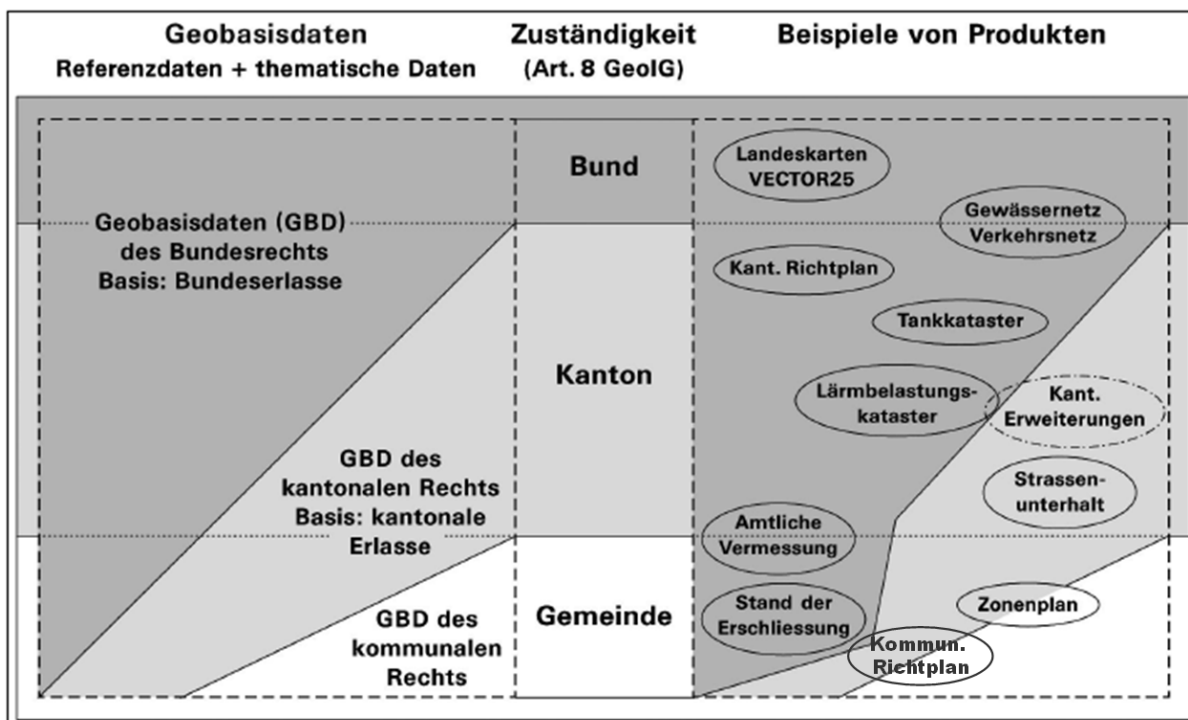 Geobasisdaten
Referenzdaten + thematische Daten
Zuständigkeit
(Art. 8 GeoIG)
Beispiele von Produkten
Geobasisdaten (GBD)
des Bundesrechts
Basis: Bundeserlasse
GBD des
kantonalen Rechts
Basis: kantonale
Erlasse
GBD des
kommunalen
Rechts
Bund
Kanton
Gemeinde
Landeskarten
VECTOR25
Gewässernetz
Verkehrsnetz
Kant. Richtplan
Tankkataster
Lärmbelastungs-
kataster
Kant.
Erweiterungen
Strassen-
unterhalt
Amtliche
Vermessung
Stand der
Erschliessung
Zonenplan
Kommun.
Richtplan